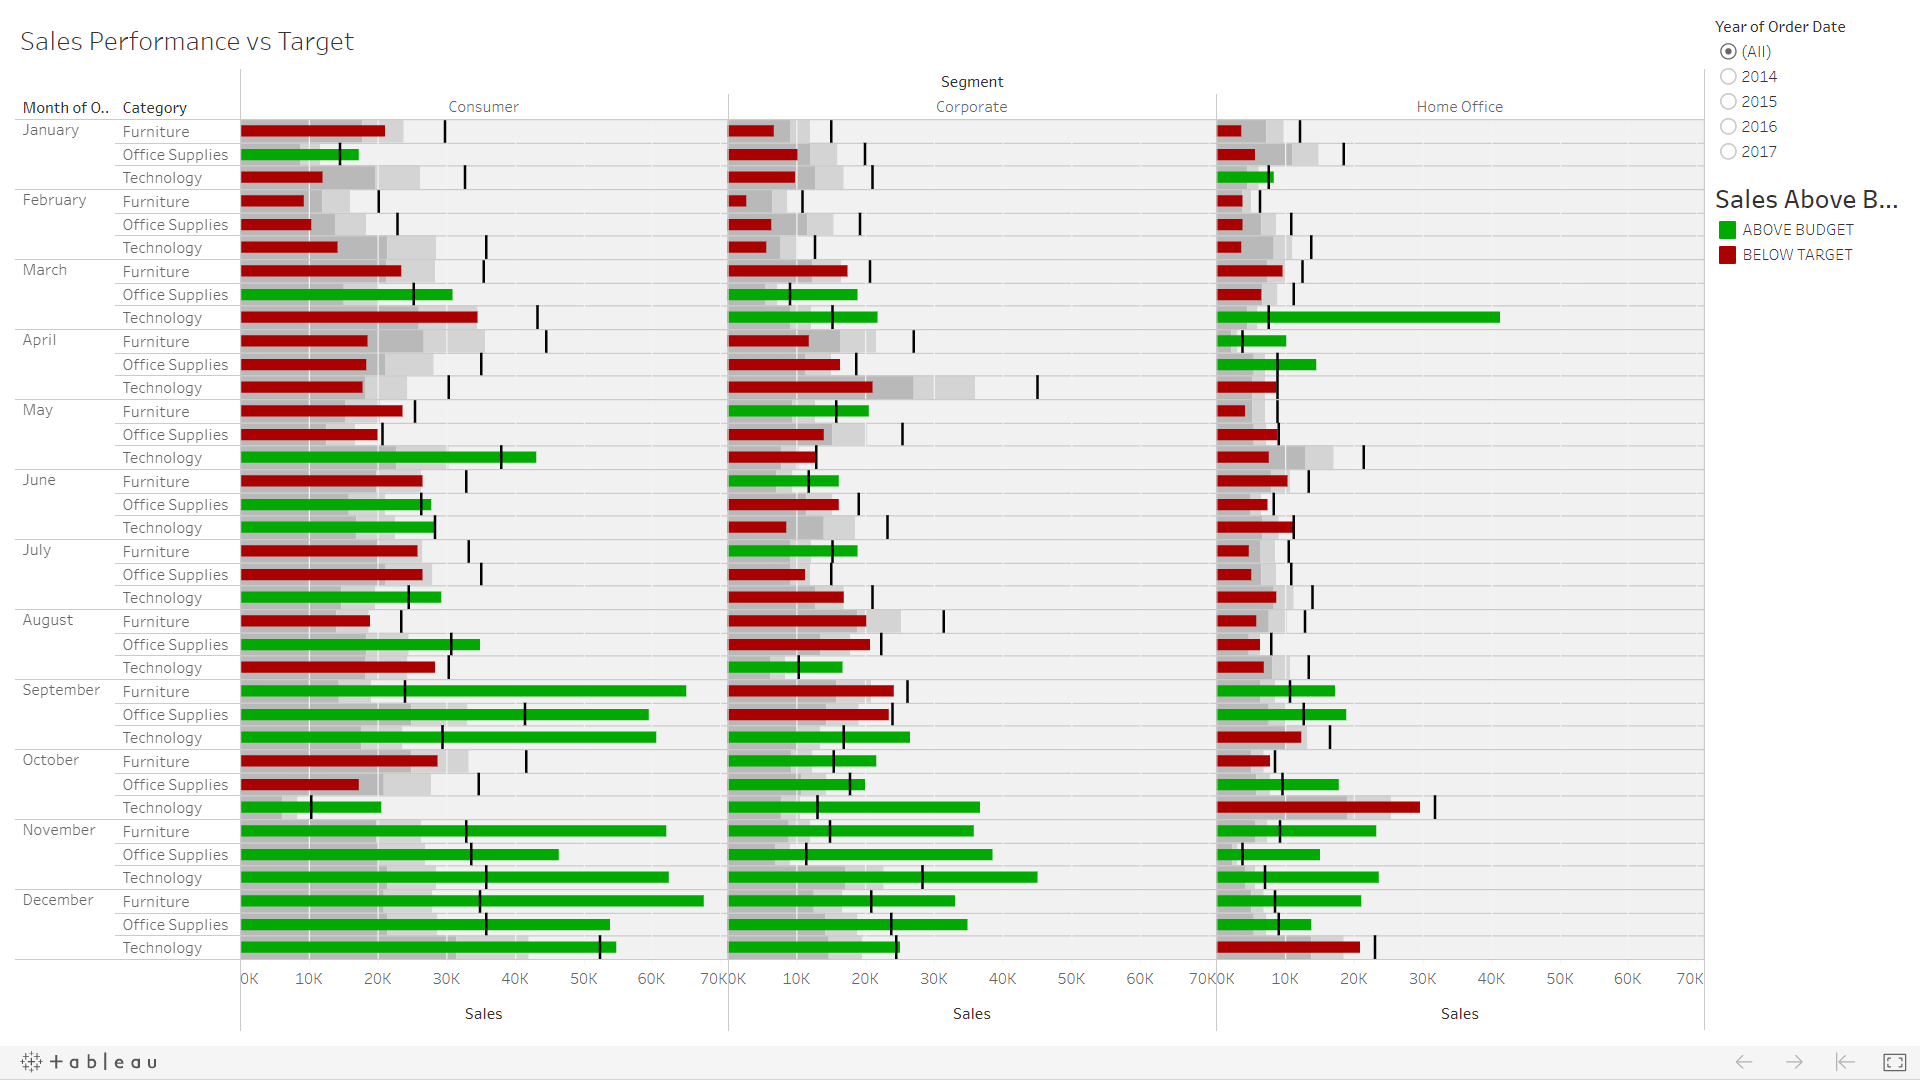 Sales Performance vs Target
Segment
Month of O.. Category Consumer Corporate Home Office
January Furniture
Office Supplies
Technology
February Furniture
Office Supplies
Technology
March Furniture
Office Supplies
Technology
April Furniture
Office Supplies
Technology
May Furniture
Office Supplies
Technology
June Furniture
Office Supplies
Technology
July Furniture
Office Supplies
Technology
August Furniture
Office Supplies
Technology
September Furniture
Office Supplies
Technology
October Furniture
Office Supplies
Technology
November Furniture
Office Supplies
Technology
December Furniture
Office Supplies
Technology
0K 10K 20K 30K 40K 50K 60K 70K 0K 10K 20K 30K 40K 50K 60K 70K 0K 10K 20K 30K 40K 50K 60K 70K
Sales Sales Sales
Year of Order Date
(All)
2014
2015
2016
2017
Sales Above B...
ABOVE BUDGET
BELOW TARGET
+ableau